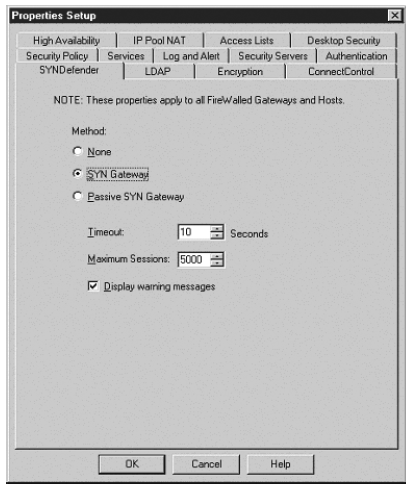 Properties Setup
High Availability IP Pool NAT Access Lists Desktop Security
Security Policy Services Log and Alert Security Servers Authentication
SYNDefender LDAP Encryption ConnectControl
NOTE: These properties apply to all FireWalled Gateways and Hosts.
Method:
None
SYN Gateway
Passive SYN Gateway
Timeout: 10 Seconds
Maximum Sessions: 5000
Display warning messages
OK Cancel Help